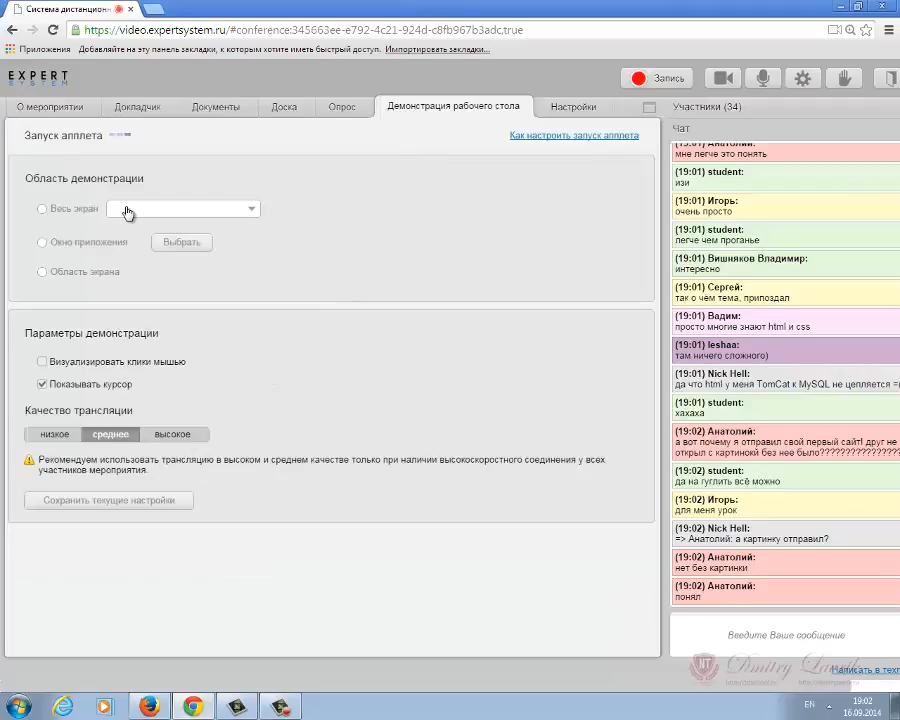 Система дистанционн
https://video.expertsystem.ru/#conference:345663ee-e792-4c21-924d-c8fb967b3adc,true
Приложения Добавляйте на эту панель закладки, к которым хотите иметь быстрый доступ. Импортировать закладки...
EXPERT
SYSTEM
Запись
О мероприятии Докладчик Документы Доска Опрос Демонстрация рабочего стола Настройки
Участники (34)
Запуск апплета
Как настроить запуск апплета
Область демонстрации
Весь экран
Окно приложения Выбрать
Область экрана
Параметры демонстрации
Визуализировать клики мышью
Показывать курсор
Качество трансляции
низкое среднее высокое
Рекомендуем использовать трансляцию в высоком и среднем качестве только при наличии высокоскоростного соединения у всех
участников мероприятия.
Сохранить текущие настройки
Чат
(19:01) Анатолий:
мне легче это понять
(19:01) student:
изи
(19:01) Игорь:
очень просто
(19:01) student:
легче чем проганье
(19:01) Вишняков Владимир:
интересно
(19:01) Сергей:
так о чём тема, припоздал
(19:01) Вадим:
просто многие знают html и css
(19:01) leshaa:
там ничего сложного)
(19:01) Nick Hell:
да что html у меня TomCat к MySQL не цепляется =(
(19:01) student:
хахаха
(19:02) Анатолий:
а вот почему я отправил свой первый сайт! друг не
открыл с картинокй без нее было????????????????
(19:02) student:
да на гуглить всё можно
(19:02) Игорь:
для меня урок
(19:02) Nick Hell:
=> Анатолий: а картинку отправил?
(19:02) Анатолий:
нет без картинки
(19:02) Анатолий:
понял
Введите Ваше сообщение
Написать в техн
NT
EN
19:02
16.09.2014